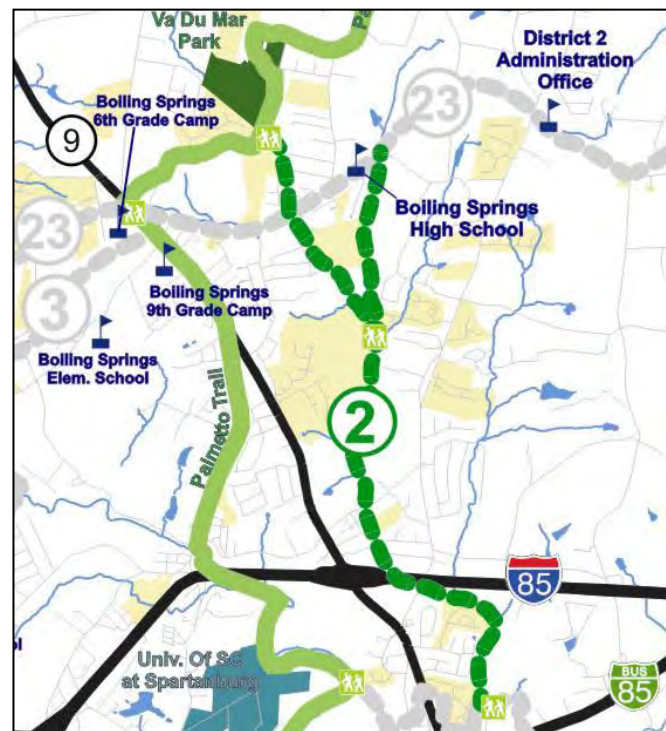 Va Du Mar
Park
Pa
District 2
Administration
Office
23
Boiling Springs
6th Grade Camp
9
Boiling Springs
High School
23
3
Boiling Springs
9th Grade Camp
Boiling Springs
Elem. School
Palmetto Trail
2
85
ol
Univ. Of SC
at Spartanburg
BUS
85